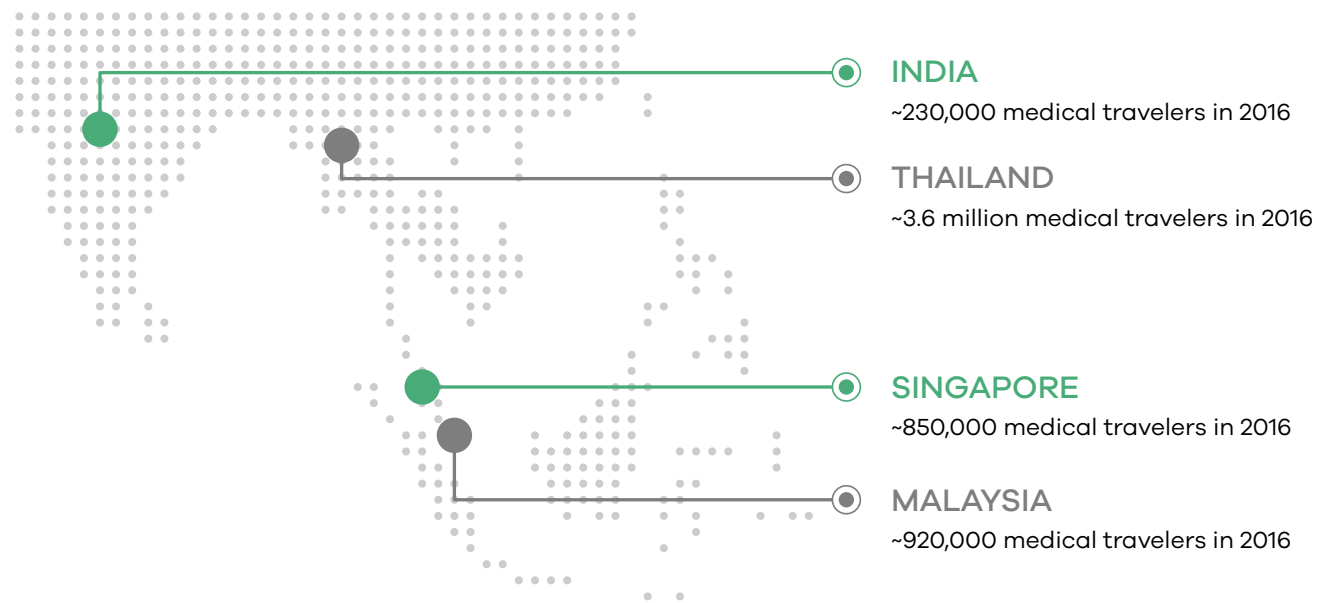 INDIA
~230,000 medical travelers in 2016
THAILAND
~3.6 million medical travelers in 2016
SINGAPORE
~850,000 medical travelers in 2016
MALAYSIA
~920,000 medical travelers in 2016